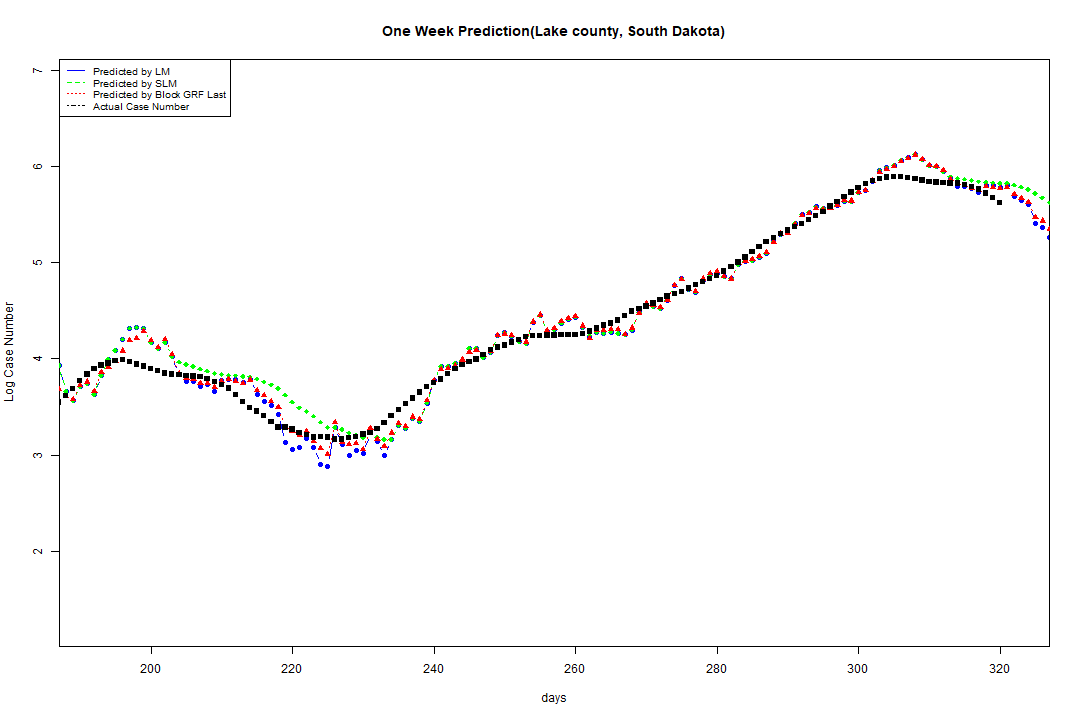 One Week Prediction(Lake county, South Dakota)
Predicted by LM
Predicted by SLM
Predicted by Block GRF Last
Actual Case Number
7
6
5
4
3
2
Log Case Number
200 220 240 260 280 300 320
days